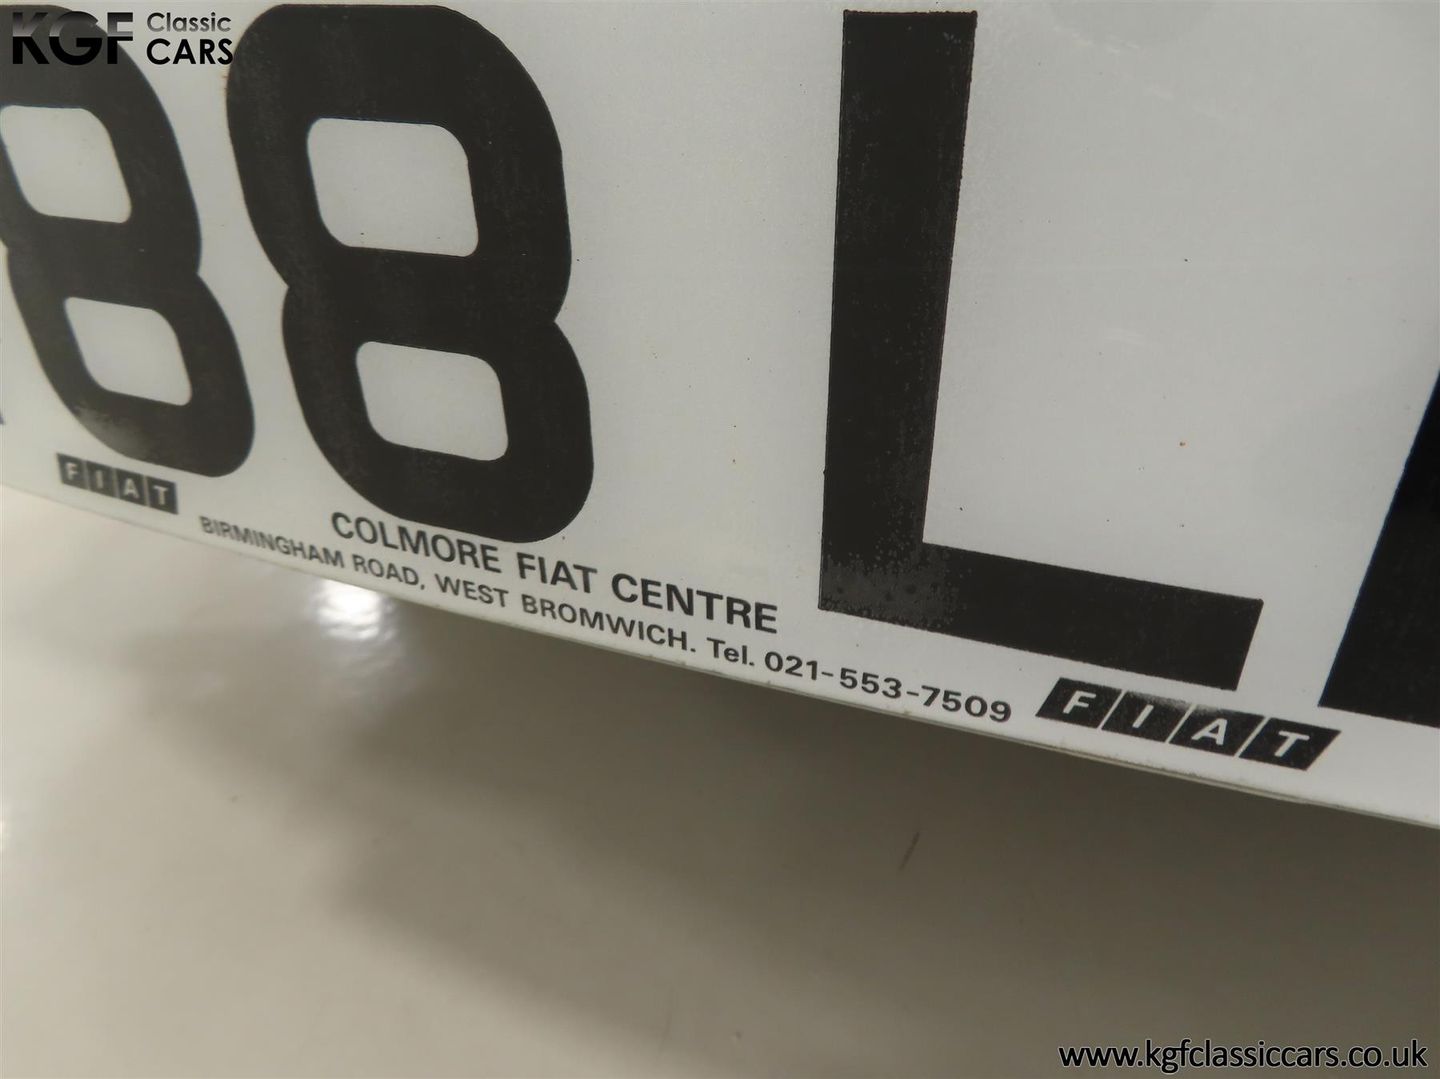 KGF Classic CARS
88 L
FIAT
COLMORE FIAT CENTRE
BIRMINGHAM ROAD, WEST BROMWICH. Tel. 021-553-7509
FIAT
www.kgfclassiccars.co.uk